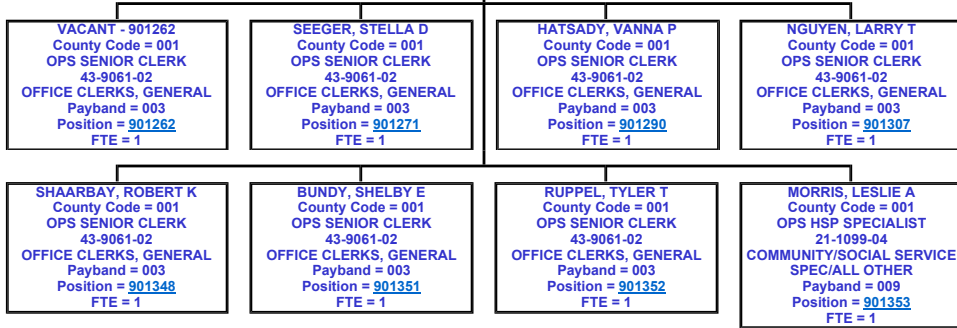 VACANT - 901262
County Code = 001
OPS SENIOR CLERK
43-9061-02
OFFICE CLERKS, GENERAL
Payband = 003
Position = 901262
FTE = 1
SEEGER, STELLA D
County Code = 001
OPS SENIOR CLERK
43-9061-02
OFFICE CLERKS, GENERAL
Payband = 003
Position = 901271
FTE = 1
HATSADY, VANNA P
County Code = 001
OPS SENIOR CLERK
43-9061-02
OFFICE CLERKS, GENERAL
Payband = 003
Position = 901290
FTE = 1
NGUYEN, LARRY T
County Code = 001
OPS SENIOR CLERK
43-9061-02
OFFICE CLERKS, GENERAL
Payband = 003
Position = 901307
FTE = 1
SHAARBAY, ROBERT K
County Code = 001
OPS SENIOR CLERK
43-9061-02
OFFICE CLERKS, GENERAL
Payband = 003
Position = 901348
FTE = 1
BUNDY, SHELBY E
County Code = 001
OPS SENIOR CLERK
43-9061-02
OFFICE CLERKS, GENERAL
Payband = 003
Position = 901351
FTE = 1
RUPPEL, TYLER T
County Code = 001
OPS SENIOR CLERK
43-9061-02
OFFICE CLERKS, GENERAL
Payband = 003
Position = 901352
FTE = 1
MORRIS, LESLIE A
County Code = 001
OPS HSP SPECIALIST
21-1099-04
COMMUNITY/SOCIAL SERVICE
SPEC/ALL OTHER
Payband = 009
Position = 901353
FTE = 1